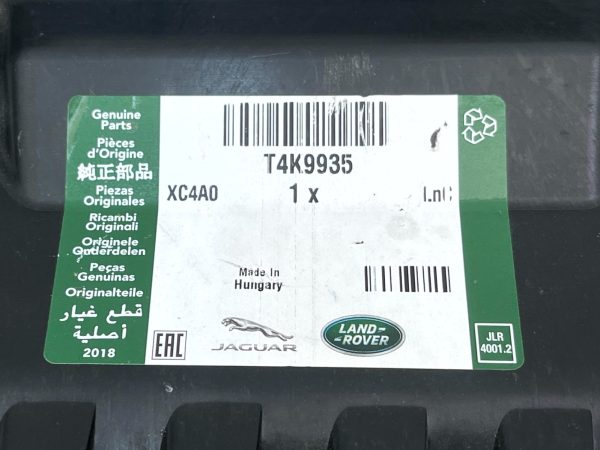 Genuine
Parts
Pièces
d'Origine
純正部品
Piezas
Originales
Ricambi
Originali
Originele
Onderdelen
Peças
Genuinas
Originalteile
قطع غيار
أصلية
2018
T4K9935
XC4A0
1 x
Made In
Hungary
EAC
JAGUAR
LAND-
-ROVER
JLR
4001.2